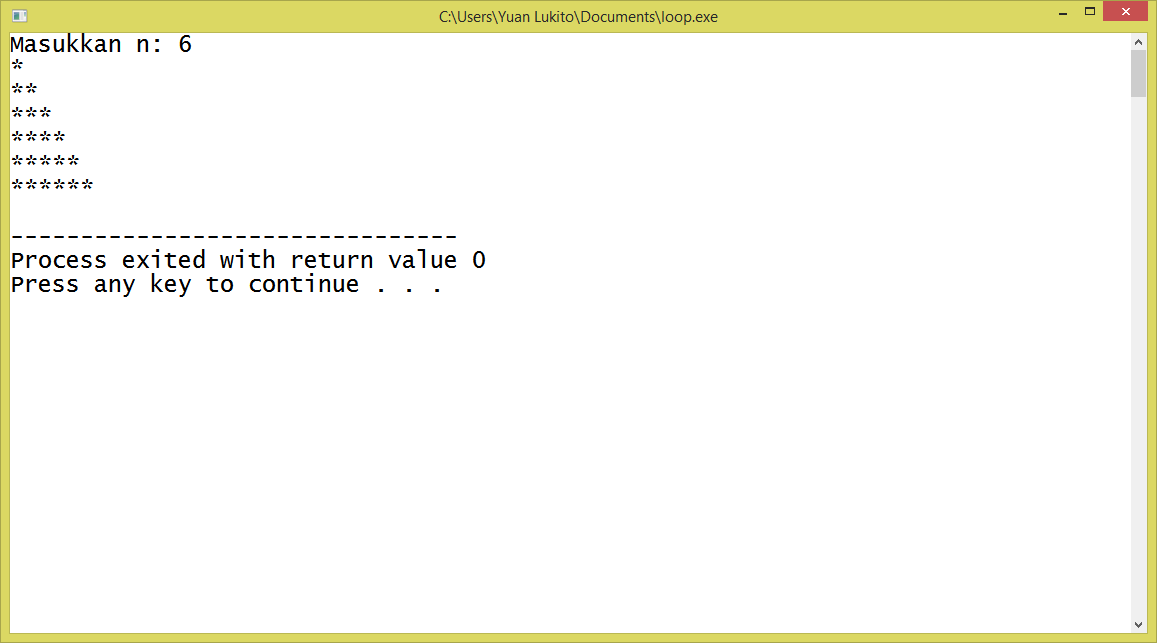 C:\Users\Yuan Lukito\Documents\loop.exe
Masukkan n: 6
*
**
***
****
*****
******
--------------------------------
Process exited with return value 0
Press any key to continue . . .